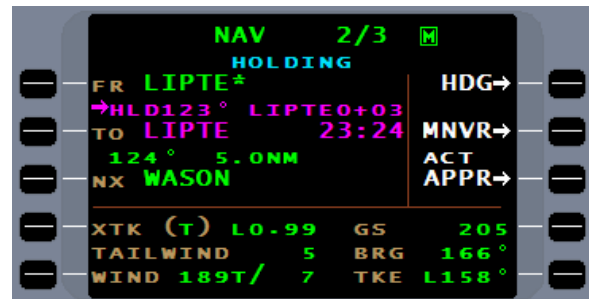 NAV 2/3 M
HOLDING
FR LIPTE* HDG→
→HLD123° LIPTE0+03
TO LIPTE 23:24 MNVR→
124° 5.0NM ACT
NX WASON APPR→
XTK (T) L0.99 GS 205
TAILWIND 5 BRG 166°
WIND 189T/ 7 TKE L158°